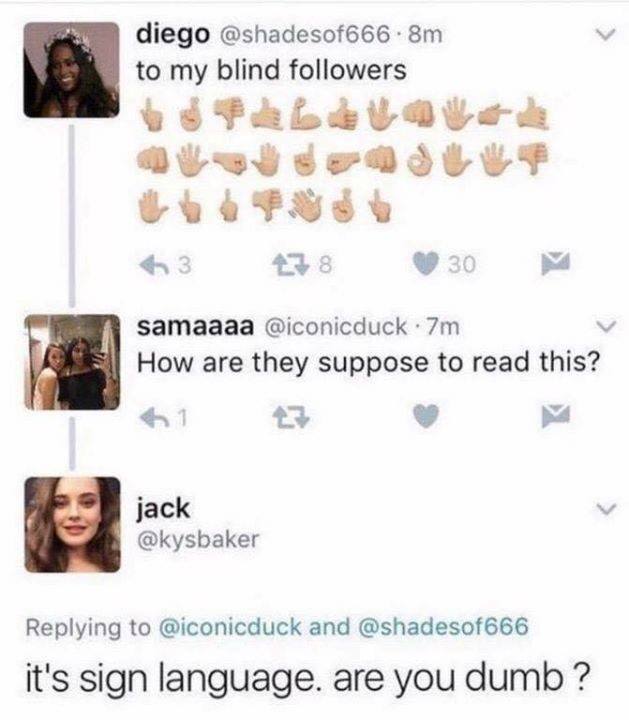 diego @shadesof666 · 8m
to my blind followers
3 8 30
samaaaa @iconicduck · 7m
How are they suppose to read this?
1
jack
@kysbaker
Replying to @iconicduck and @shadesof666
it's sign language. are you dumb ?